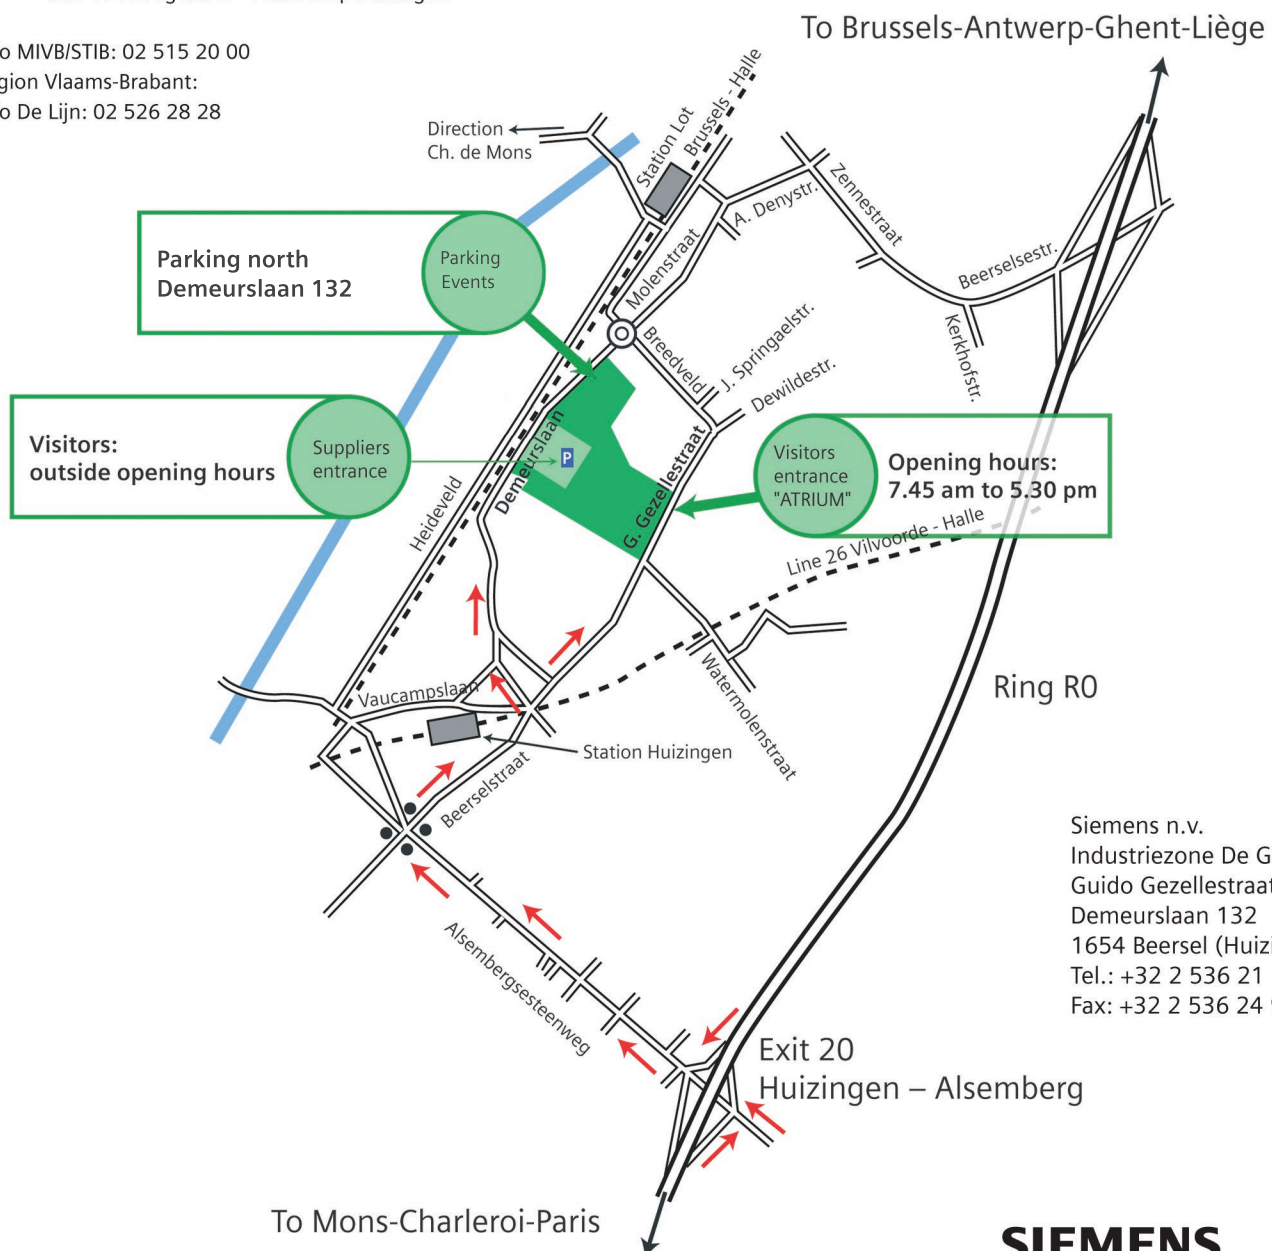 To Brussels-Antwerp-Ghent-Liège
o MIVB/STIB: 02 515 20 00
gion Vlaams-Brabant:
o De Lijn: 02 526 28 28
Direction
Ch. de Mons
Station Lot
Brussels - Halle
A. Denystr.
Zennestraat
Beerselsestr.
Kerkhofstr.
Molenstraat
Parking north
Demeurslaan 132
Parking
Events
Breedveld
J. Springaelstr.
Dewildestr.
Visitors:
outside opening hours
Suppliers
entrance
P
Demeurslaan
Heideveld
G. Gezellestraat
Visitors
entrance
"ATRIUM"
Opening hours:
7.45 am to 5.30 pm
Line 26 Vilvoorde - Halle
Ring R0
Vaucampslaan
Watermolenstraat
Station Huizingen
Beerselstraat
Alsembergsesteenweg
Siemens n.v.
Industriezone De G
Guido Gezellestraat
Demeurslaan 132
1654 Beersel (Huizi
Tel.: +32 2 536 21
Fax: +32 2 536 24
Exit 20
Huizingen – Alsemberg
To Mons-Charleroi-Paris
SIEMENS